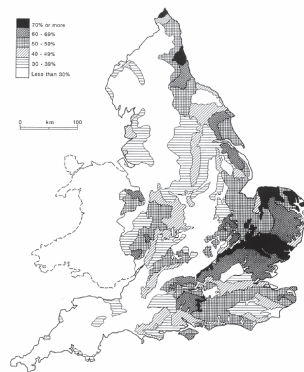 70% or more
60 - 69%
50 - 59%
40 - 49%
30 - 39%
Less than 30%
0 km 100